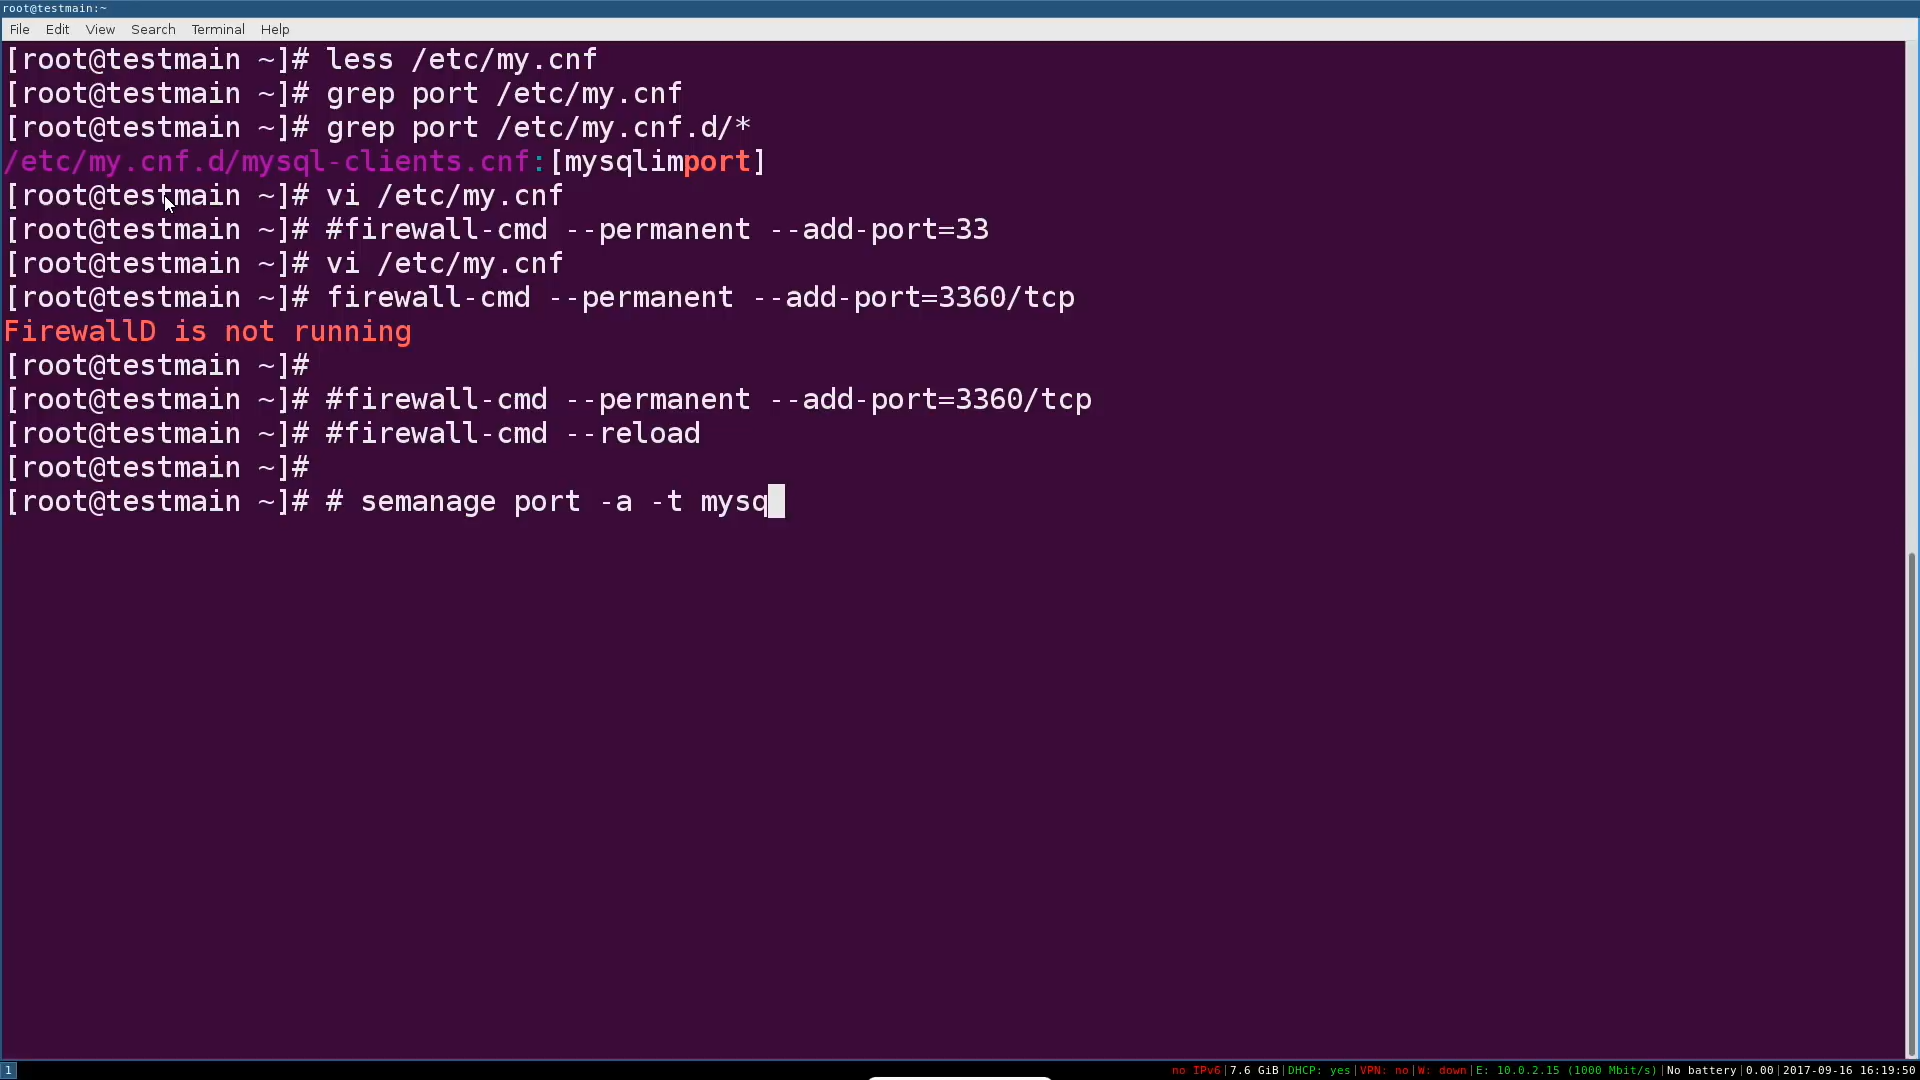 root@testmain:~
File Edit View Search Terminal Help
[root@testmain ~]# less /etc/my.cnf
[root@testmain ~]# grep port /etc/my.cnf
[root@testmain ~]# grep port /etc/my.cnf.d/*
/etc/my.cnf.d/mysql-clients.cnf:[mysqlimport]
[root@testmain ~]# vi /etc/my.cnf
[root@testmain ~]# #firewall-cmd --permanent --add-port=33
[root@testmain ~]# vi /etc/my.cnf
[root@testmain ~]# firewall-cmd --permanent --add-port=3360/tcp
FirewallD is not running
[root@testmain ~]#
[root@testmain ~]# #firewall-cmd --permanent --add-port=3360/tcp
[root@testmain ~]# #firewall-cmd --reload
[root@testmain ~]#
[root@testmain ~]# # semanage port -a -t mysq
1 no IPv6|7.6 GiB|DHCP: yes|VPN: no|W: down|E: 10.0.2.15 (1000 Mbit/s)|No battery|0.00|2017-09-16 16:19:50